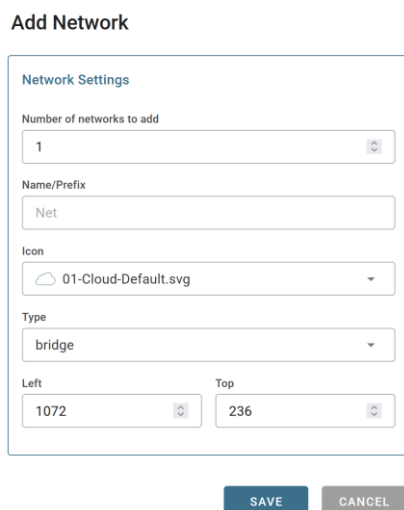 Add Network
Network Settings
Number of networks to add
1
Name/Prefix
Net
Icon
01-Cloud-Default.svg
Type
bridge
Left Top
1072 236
SAVE CANCEL